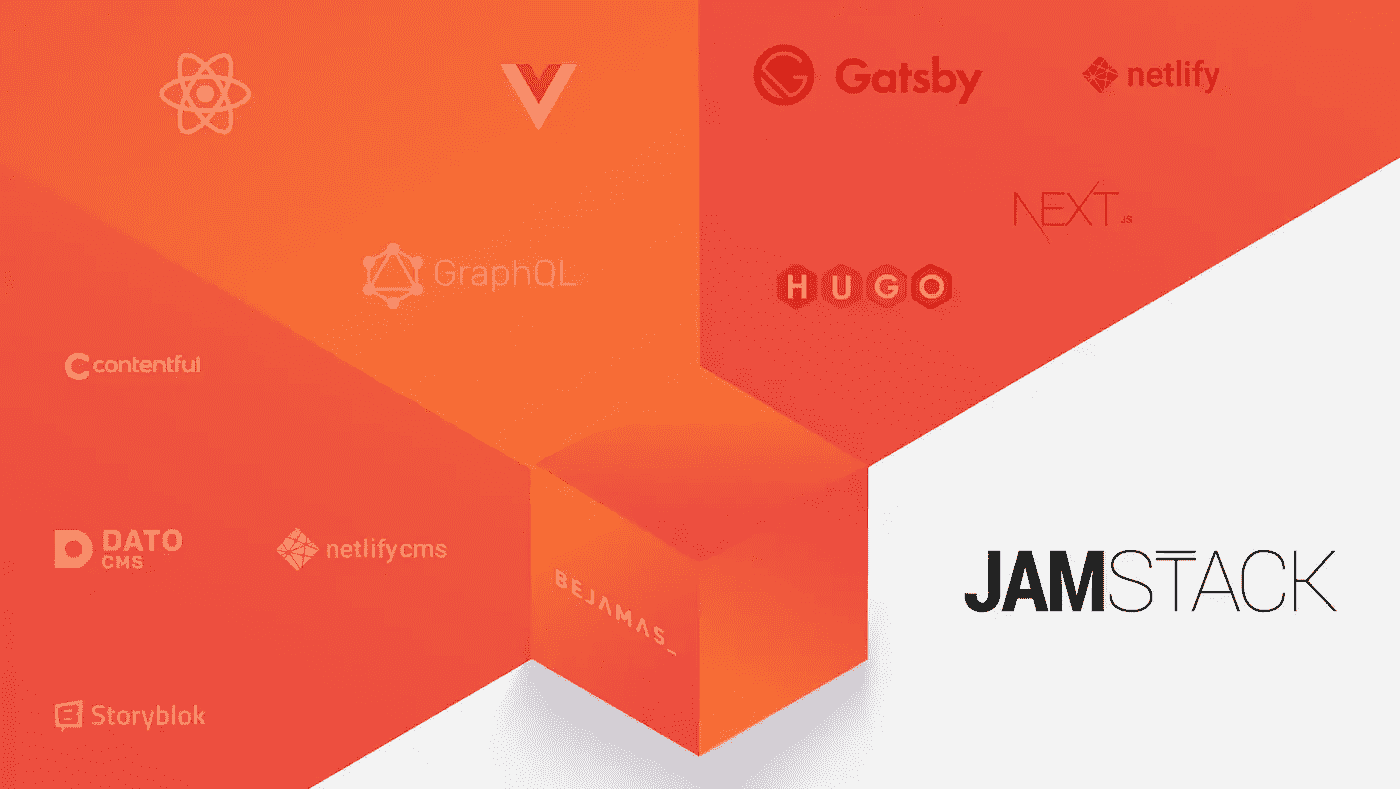 Gatsby
netlify
NEXT.JS
GraphQL
HUGO
contentful
DATO
CMS
netlifycms
BEJAMAS_
JAMSTACK
Storyblok